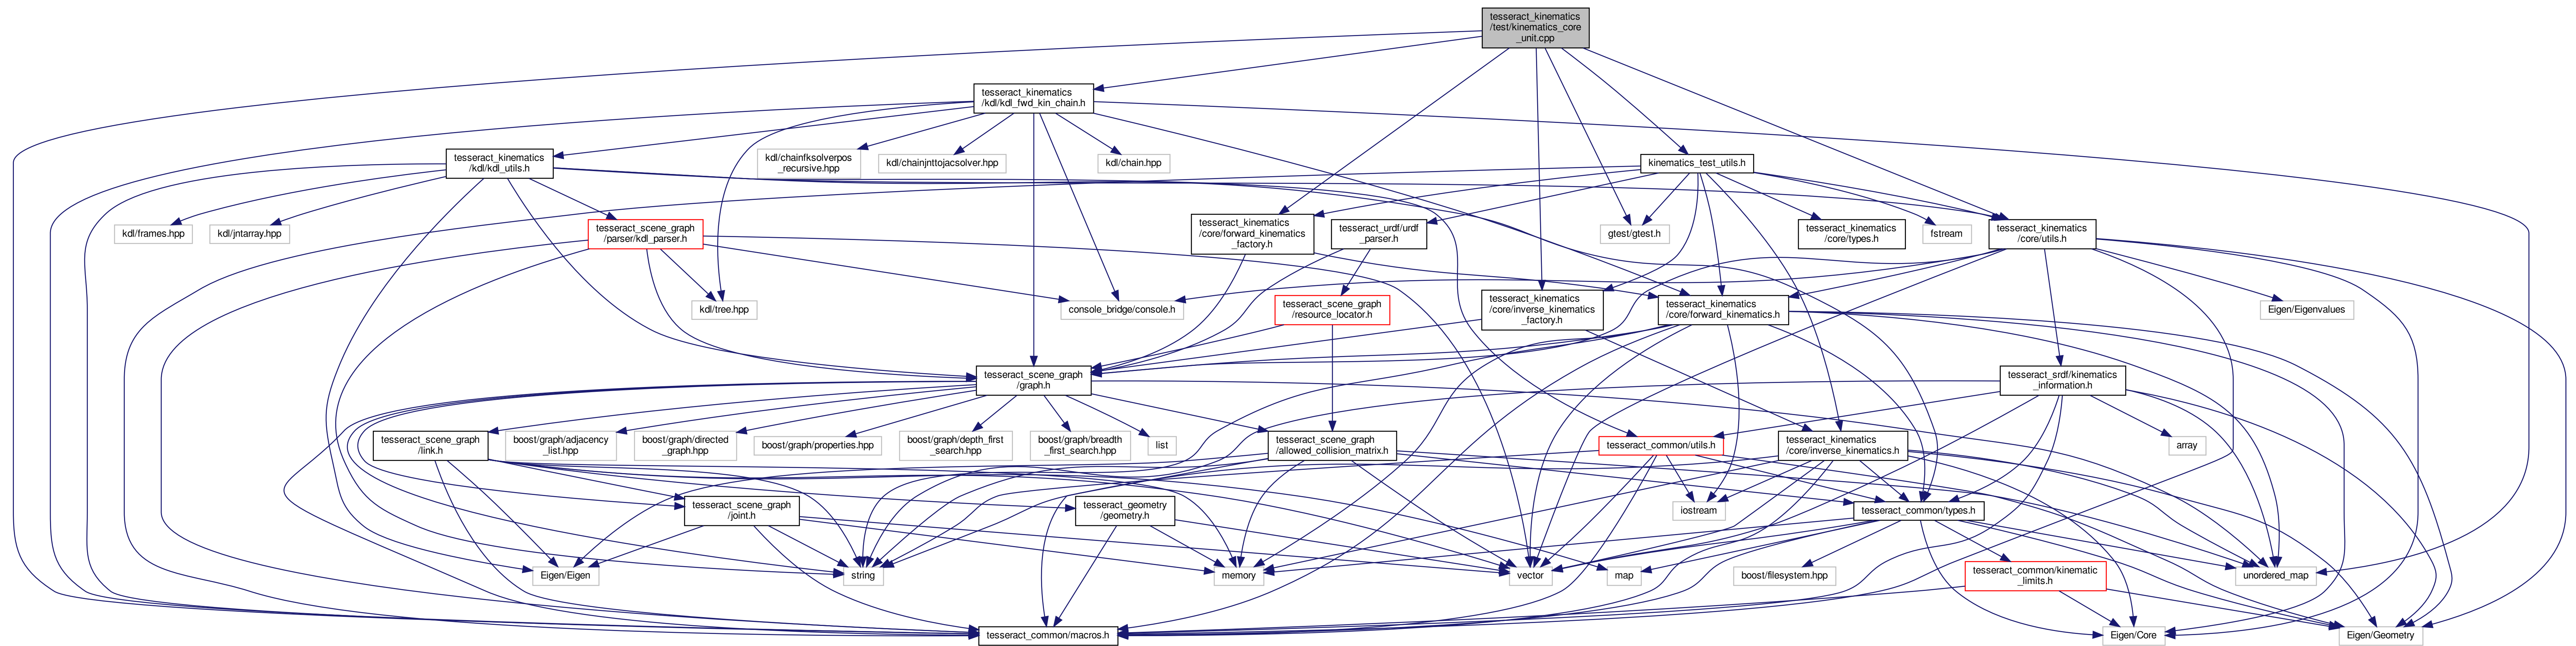 tesseract_kinematics
/test/kinematics_core
_unit.cpp
tesseract_kinematics
/kdl/kdl_fwd_kin_chain.h
tesseract_kinematics
/kdl/kdl_utils.h
kdl/chainfksolverpos
_recursive.hpp
kdl/chainjnttojacsolver.hpp
kdl/chain.hpp
kinematics_test_utils.h
kdl/frames.hpp
kdl/jntarray.hpp
tesseract_scene_graph
/parser/kdl_parser.h
tesseract_kinematics
/core/forward_kinematics
_factory.h
tesseract_urdf/urdf
_parser.h
gtest/gtest.h
tesseract_kinematics
/core/types.h
fstream
tesseract_kinematics
/core/utils.h
kdl/tree.hpp
console_bridge/console.h
tesseract_scene_graph
/resource_locator.h
tesseract_kinematics
/core/inverse_kinematics
_factory.h
tesseract_kinematics
/core/forward_kinematics.h
Eigen/Eigenvalues
tesseract_scene_graph
/graph.h
tesseract_srdf/kinematics
_information.h
tesseract_scene_graph
/link.h
boost/graph/adjacency
_list.hpp
boost/graph/directed
_graph.hpp
boost/graph/properties.hpp
boost/graph/depth_first
_search.hpp
boost/graph/breadth
_first_search.hpp
list
tesseract_scene_graph
/allowed_collision_matrix.h
tesseract_common/utils.h
tesseract_kinematics
/core/inverse_kinematics.h
array
tesseract_scene_graph
/joint.h
tesseract_geometry
/geometry.h
iostream
tesseract_common/types.h
Eigen/Eigen
string
memory
vector
map
boost/filesystem.hpp
tesseract_common/kinematic
_limits.h
unordered_map
tesseract_common/macros.h
Eigen/Core
Eigen/Geometry